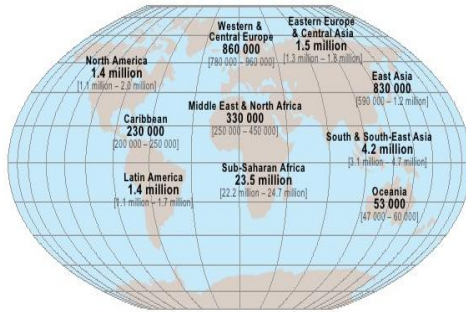 Western &
Central Europe
860 000
[780 000 – 960 000]
Eastern Europe
& Central Asia
1.5 million
[1.3 million – 1.8 million]
North America
1.4 million
[1.1 million – 2.0 million]
East Asia
830 000
[590 000 – 1.2 million]
Middle East & North Africa
330 000
[250 000 – 450 000]
Caribbean
230 000
[200 000 – 250 000]
South & South-East Asia
4.2 million
[3.1 million – 4.7 million]
Sub-Saharan Africa
23.5 million
[22.2 million – 24.7 million]
Latin America
1.4 million
[1.1 million – 1.7 million]
Oceania
53 000
[47 000 – 60 000]